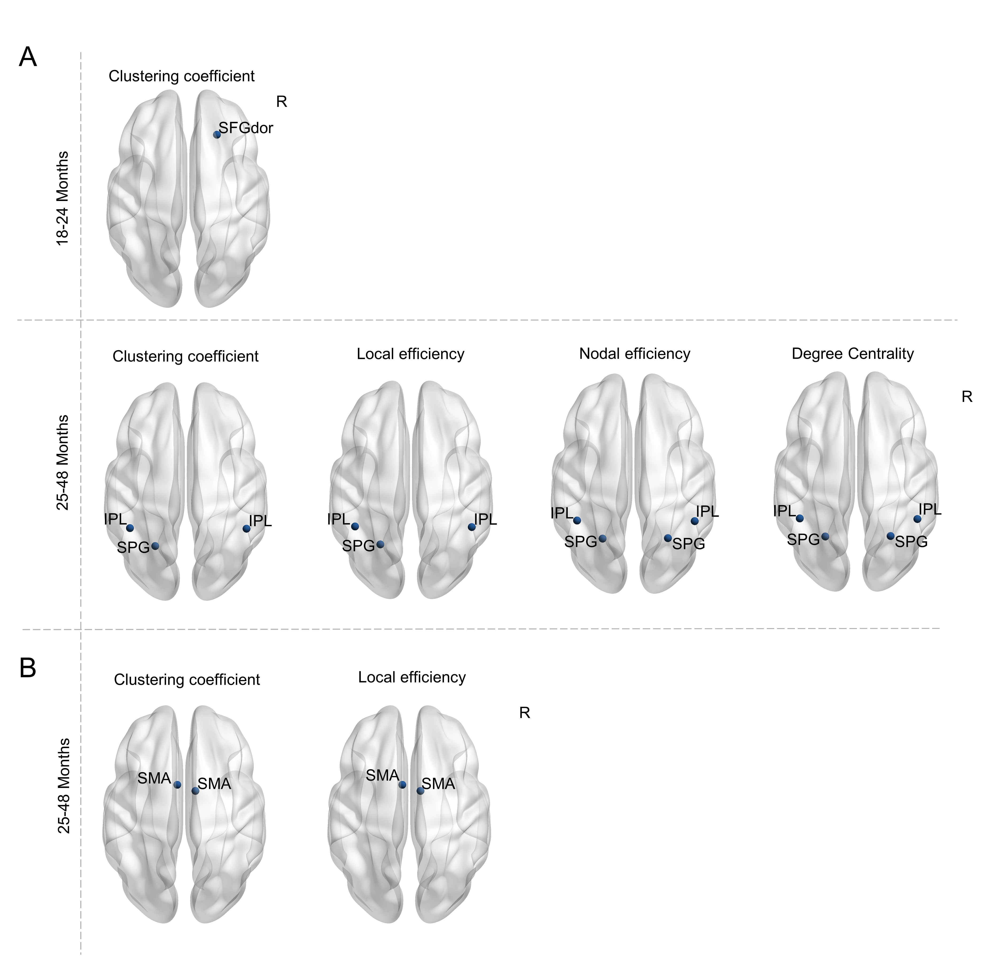 A
Clustering coefficient
R
SFGdor
18-24 Months
Clustering coefficient
Local efficiency
Nodal efficiency
Degree Centrality
R
25-48 Months
IPL
IPL
SPG
IPL
IPL
SPG
IPL
IPL
SPG
SPG
IPL
IPL
SPG
SPG
B
Clustering coefficient
Local efficiency
R
25-48 Months
SMA
SMA
SMA
SMA